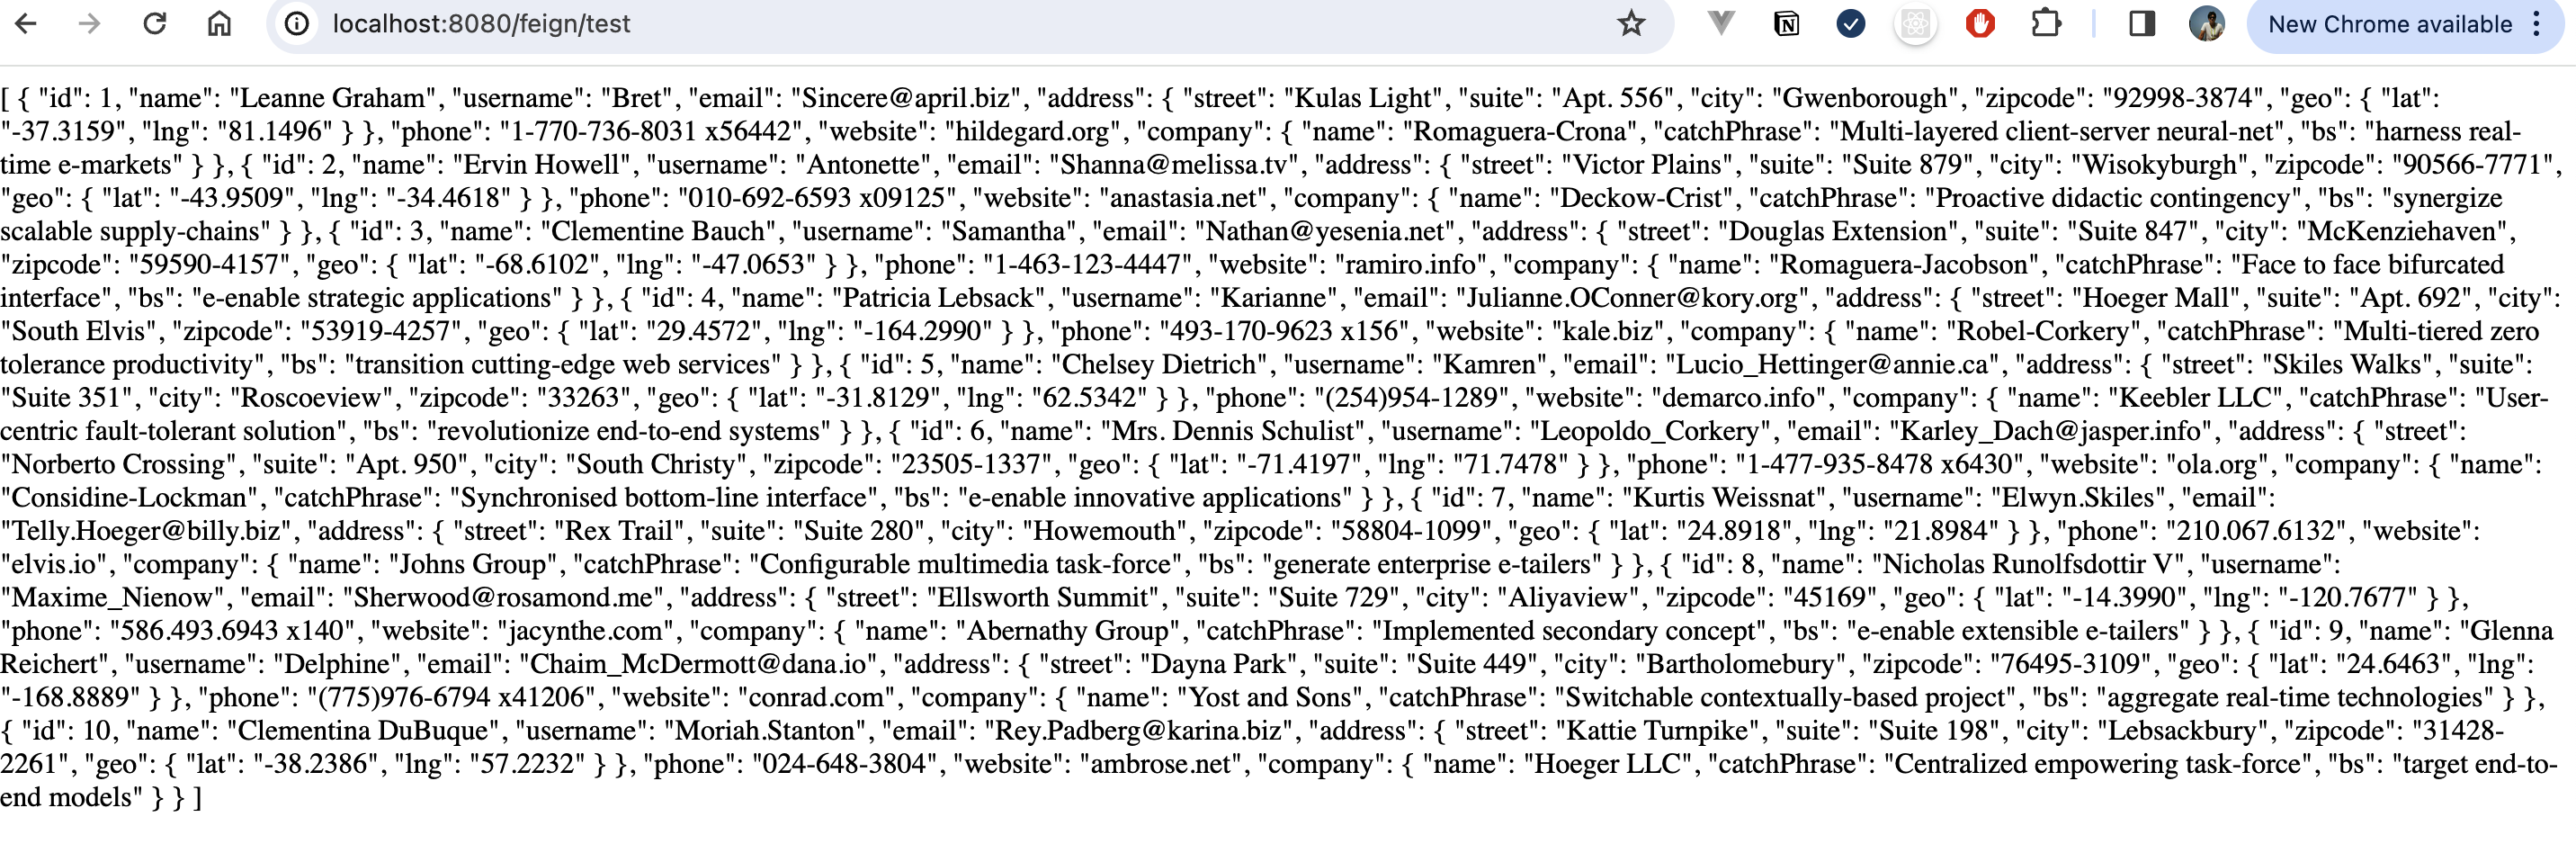 localhost:8080/feign/test
New Chrome available
[ { "id": 1, "name": "Leanne Graham", "username": "Bret", "email": "Sincere@april.biz", "address": { "street": "Kulas Light", "suite": "Apt. 556", "city": "Gwenborough", "zipcode": "92998-3874", "geo": { "lat":
"-37.3159", "lng": "81.1496" } }, "phone": "1-770-736-8031 x56442", "website": "hildegard.org", "company": { "name": "Romaguera-Crona", "catchPhrase": "Multi-layered client-server neural-net", "bs": "harness real-
time e-markets" } }, { "id": 2, "name": "Ervin Howell", "username": "Antonette", "email": "Shanna@melissa.tv", "address": { "street": "Victor Plains", "suite": "Suite 879", "city": "Wisokyburgh", "zipcode": "90566-7771",
"geo": { "lat": "-43.9509", "lng": "-34.4618" } }, "phone": "010-692-6593 x09125", "website": "anastasia.net", "company": { "name": "Deckow-Crist", "catchPhrase": "Proactive didactic contingency", "bs": "synergize
scalable supply-chains" } }, { "id": 3, "name": "Clementine Bauch", "username": "Samantha", "email": "Nathan@yesenia.net", "address": { "street": "Douglas Extension", "suite": "Suite 847", "city": "McKenziehaven",
"zipcode": "59590-4157", "geo": { "lat": "-68.6102", "lng": "-47.0653" } }, "phone": "1-463-123-4447", "website": "ramiro.info", "company": { "name": "Romaguera-Jacobson", "catchPhrase": "Face to face bifurcated
interface", "bs": "e-enable strategic applications" } }, { "id": 4, "name": "Patricia Lebsack", "username": "Karianne", "email": "Julianne.OConner@kory.org", "address": { "street": "Hoeger Mall", "suite": "Apt. 692", "city":
"South Elvis", "zipcode": "53919-4257", "geo": { "lat": "29.4572", "lng": "-164.2990" } }, "phone": "493-170-9623 x156", "website": "kale.biz", "company": { "name": "Robel-Corkery", "catchPhrase": "Multi-tiered zero
tolerance productivity", "bs": "transition cutting-edge web services" } }, { "id": 5, "name": "Chelsey Dietrich", "username": "Kamren", "email": "Lucio_Hettinger@annie.ca", "address": { "street": "Skiles Walks", "suite":
"Suite 351", "city": "Roscoeview", "zipcode": "33263", "geo": { "lat": "-31.8129", "lng": "62.5342" } }, "phone": "(254)954-1289", "website": "demarco.info", "company": { "name": "Keebler LLC", "catchPhrase": "User-
centric fault-tolerant solution", "bs": "revolutionize end-to-end systems" } }, { "id": 6, "name": "Mrs. Dennis Schulist", "username": "Leopoldo_Corkery", "email": "Karley_Dach@jasper.info", "address": { "street":
"Norberto Crossing", "suite": "Apt. 950", "city": "South Christy", "zipcode": "23505-1337", "geo": { "lat": "-71.4197", "lng": "71.7478" } }, "phone": "1-477-935-8478 x6430", "website": "ola.org", "company": { "name":
"Considine-Lockman", "catchPhrase": "Synchronised bottom-line interface", "bs": "e-enable innovative applications" } }, { "id": 7, "name": "Kurtis Weissnat", "username": "Elwyn.Skiles", "email":
"Telly.Hoeger@billy.biz", "address": { "street": "Rex Trail", "suite": "Suite 280", "city": "Howemouth", "zipcode": "58804-1099", "geo": { "lat": "24.8918", "lng": "21.8984" } }, "phone": "210.067.6132", "website":
"elvis.io", "company": { "name": "Johns Group", "catchPhrase": "Configurable multimedia task-force", "bs": "generate enterprise e-tailers" } }, { "id": 8, "name": "Nicholas Runolfsdottir V", "username":
"Maxime_Nienow", "email": "Sherwood@rosamond.me", "address": { "street": "Ellsworth Summit", "suite": "Suite 729", "city": "Aliyaview", "zipcode": "45169", "geo": { "lat": "-14.3990", "lng": "-120.7677" } },
"phone": "586.493.6943 x140", "website": "jacynthe.com", "company": { "name": "Abernathy Group", "catchPhrase": "Implemented secondary concept", "bs": "e-enable extensible e-tailers" } }, { "id": 9, "name": "Glenna
Reichert", "username": "Delphine", "email": "Chaim_McDermott@dana.io", "address": { "street": "Dayna Park", "suite": "Suite 449", "city": "Bartholomebury", "zipcode": "76495-3109", "geo": { "lat": "24.6463", "lng":
"-168.8889" } }, "phone": "(775)976-6794 x41206", "website": "conrad.com", "company": { "name": "Yost and Sons", "catchPhrase": "Switchable contextually-based project", "bs": "aggregate real-time technologies" } },
{ "id": 10, "name": "Clementina DuBuque", "username": "Moriah.Stanton", "email": "Rey.Padberg@karina.biz", "address": { "street": "Kattie Turnpike", "suite": "Suite 198", "city": "Lebsackbury", "zipcode": "31428-
2261", "geo": { "lat": "-38.2386", "lng": "57.2232" } }, "phone": "024-648-3804", "website": "ambrose.net", "company": { "name": "Hoeger LLC", "catchPhrase": "Centralized empowering task-force", "bs": "target end-to-
end models" } } ]